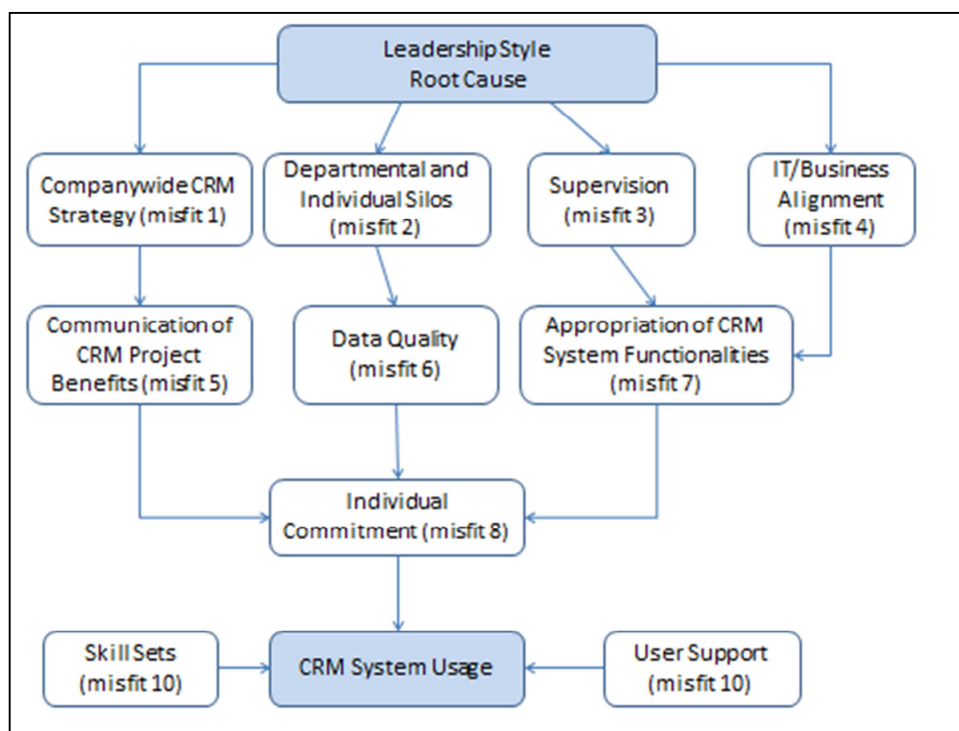 Leadership Style
Root Cause
Companywide CRM
Strategy (misfit 1)
Departmental and
Individual Silos
(misfit 2)
Supervision
(misfit 3)
IT/Business
Alignment
(misfit 4)
Communication of
CRM Project
Benefits (misfit 5)
Data Quality
(misfit 6)
Appropriation of CRM
System Functionalities
(misfit 7)
Individual
Commitment (misfit 8)
Skill Sets
(misfit 10)
CRM System Usage
User Support
(misfit 10)